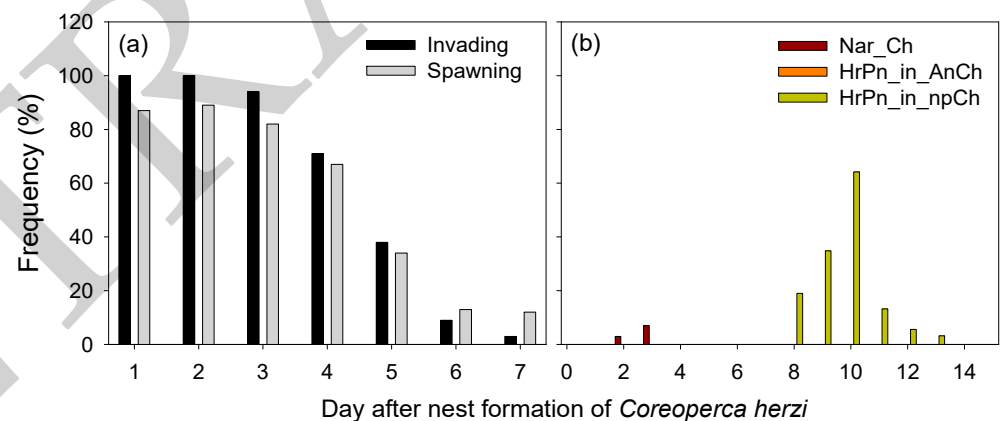 120
100
80
60
40
20
0
Frequency (%)
(a)
Invading
Spawning
1 2 3 4 5 6 7
(b)
Nar_Ch
HrPn_in_AnCh
HrPn_in_npCh
0 2 4 6 8 10 12 14
Day after nest formation of Coreoperca herzi